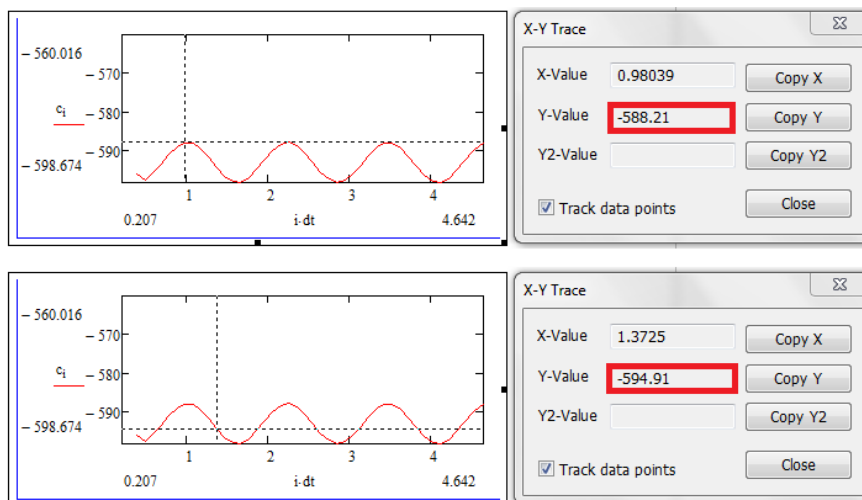 X-Y Trace
− 560.016
− 570
X-Value 0.98039 Copy X
cᵢ − 580
Y-Value -588.21 Copy Y
− 590
− 598.674
Y2-Value Copy Y2
1 2 3 4
0.207 i·dt 4.642
Track data points Close
X-Y Trace
− 560.016
− 570
X-Value 1.3725 Copy X
cᵢ − 580
Y-Value -594.91 Copy Y
− 590
− 598.674
Y2-Value Copy Y2
1 2 3 4
0.207 i·dt 4.642
Track data points Close